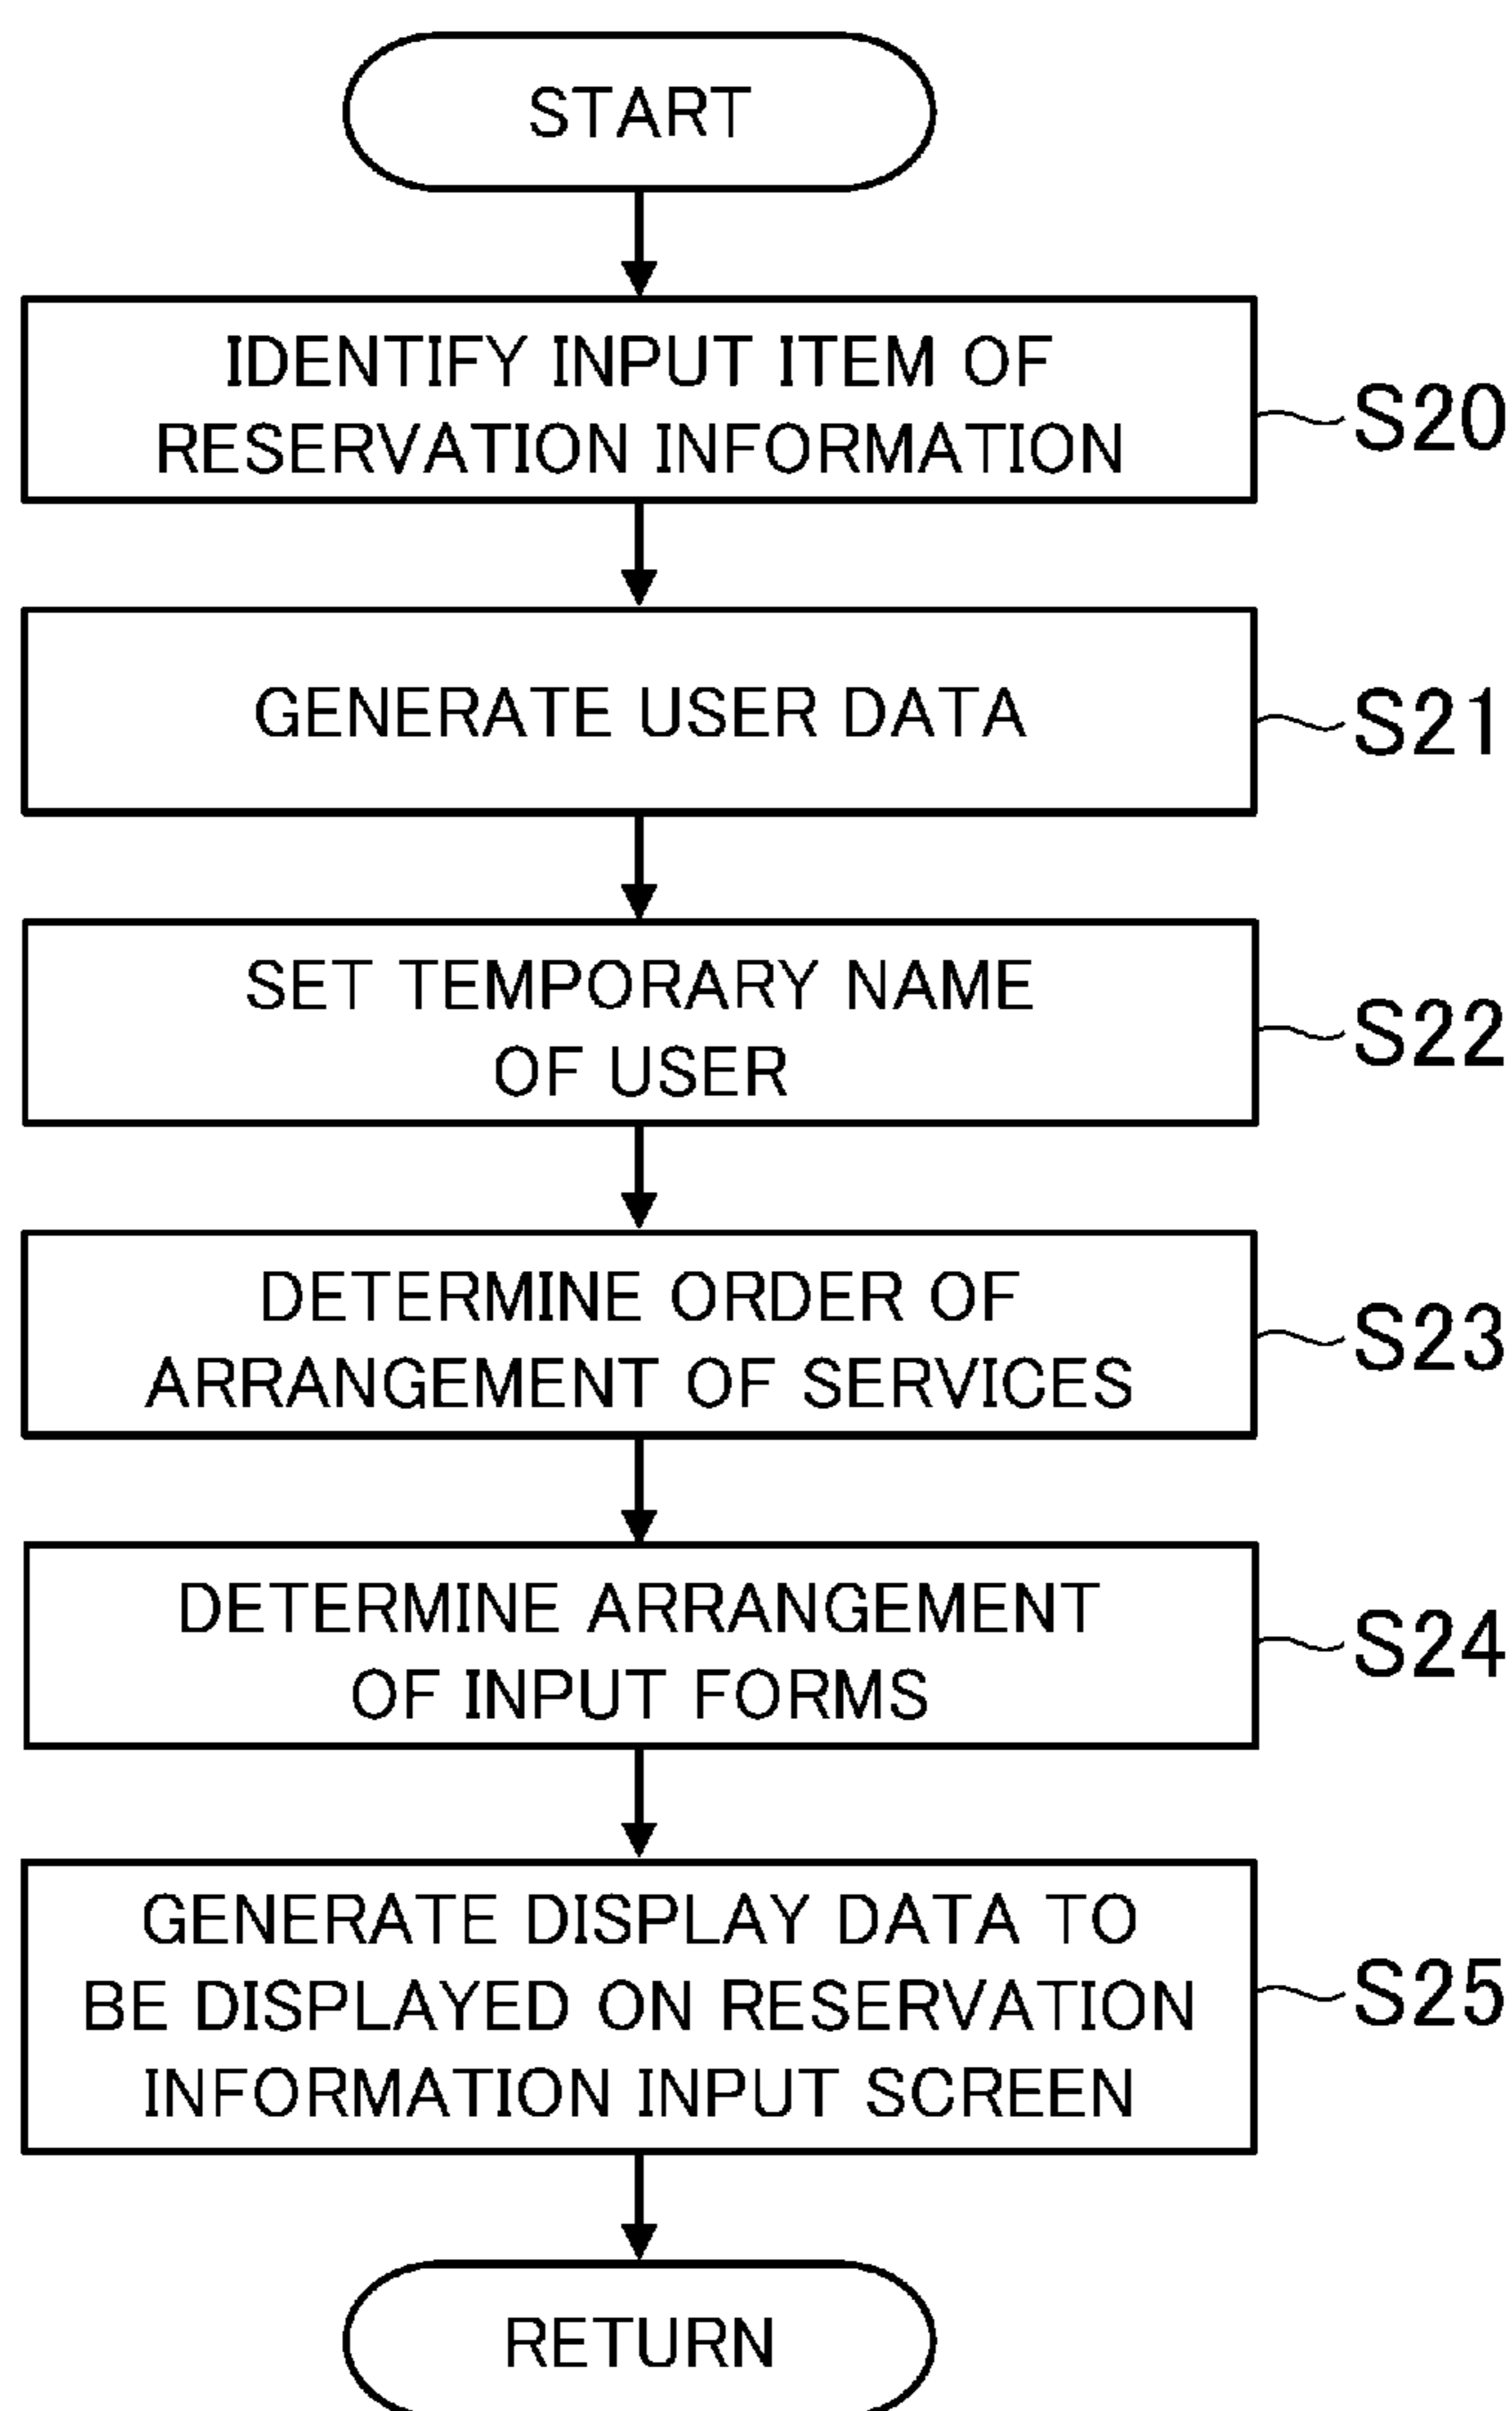 START
IDENTIFY INPUT ITEM OF
RESERVATION INFORMATION
S20
GENERATE USER DATA
S21
SET TEMPORARY NAME
OF USER
S22
DETERMINE ORDER OF
ARRANGEMENT OF SERVICES
S23
DETERMINE ARRANGEMENT
OF INPUT FORMS
S24
GENERATE DISPLAY DATA TO
BE DISPLAYED ON RESERVATION
INFORMATION INPUT SCREEN
S25
RETURN